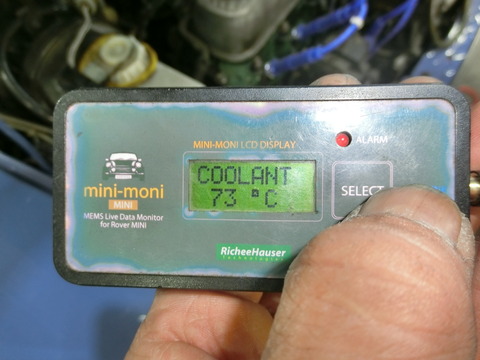 MINI-MONI LCD DISPLAY
ALARM
COOLANT
73 °C
SELECT
mini-moni
MINI
MEMS Live Data Monitor
for Rover MINI
RicheeHauser
Technologies